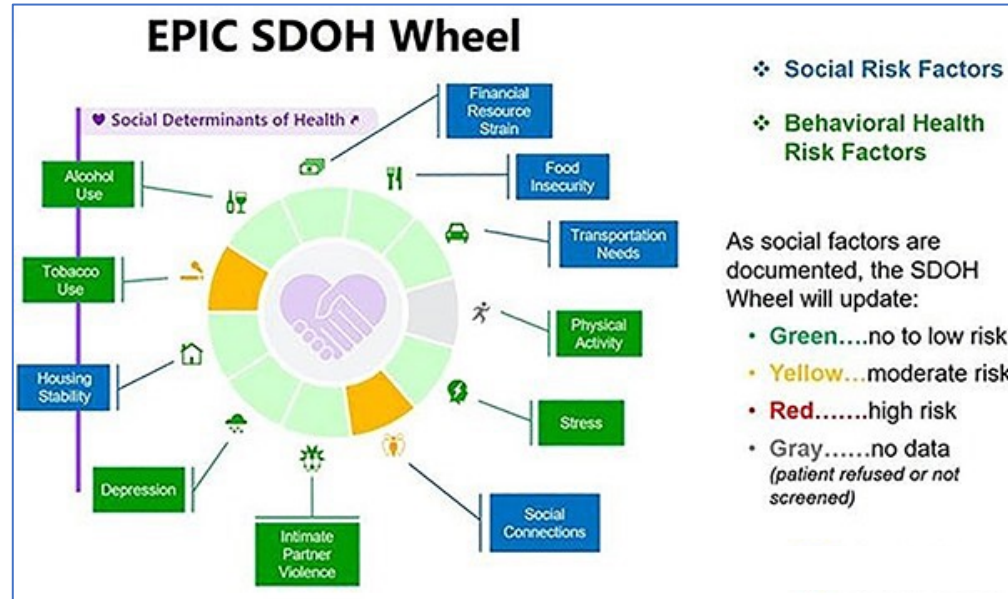 EPIC SDOH Wheel
Social Determinants of Health
Financial
Resource
Strain
Food
Insecurity
Transportation
Needs
Physical
Activity
Stress
Social
Connections
Intimate
Partner
Violence
Depression
Housing
Stability
Tobacco
Use
Alcohol
Use
❖ Social Risk Factors
❖ Behavioral Health
Risk Factors
As social factors are
documented, the SDOH
Wheel will update:
• Green....no to low risk
• Yellow...moderate risk
• Red.......high risk
• Gray......no data
(patient refused or not
screened)